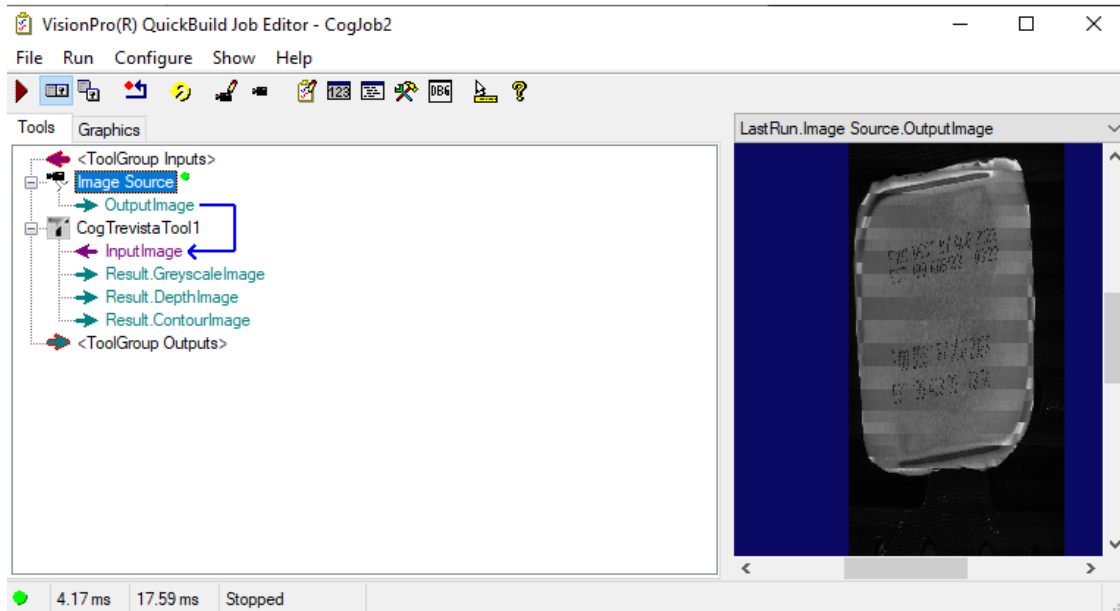 VisionPro(R) QuickBuild Job Editor - CogJob2
File Run Configure Show Help
123
DBG
Tools Graphics
LastRun.Image Source.OutputImage
<ToolGroup Inputs>
Image Source
OutputImage
CogTrevistaTool1
InputImage
Result.GreyscaleImage
Result.DepthImage
Result.ContourImage
<ToolGroup Outputs>
4.17 ms 17.59 ms Stopped